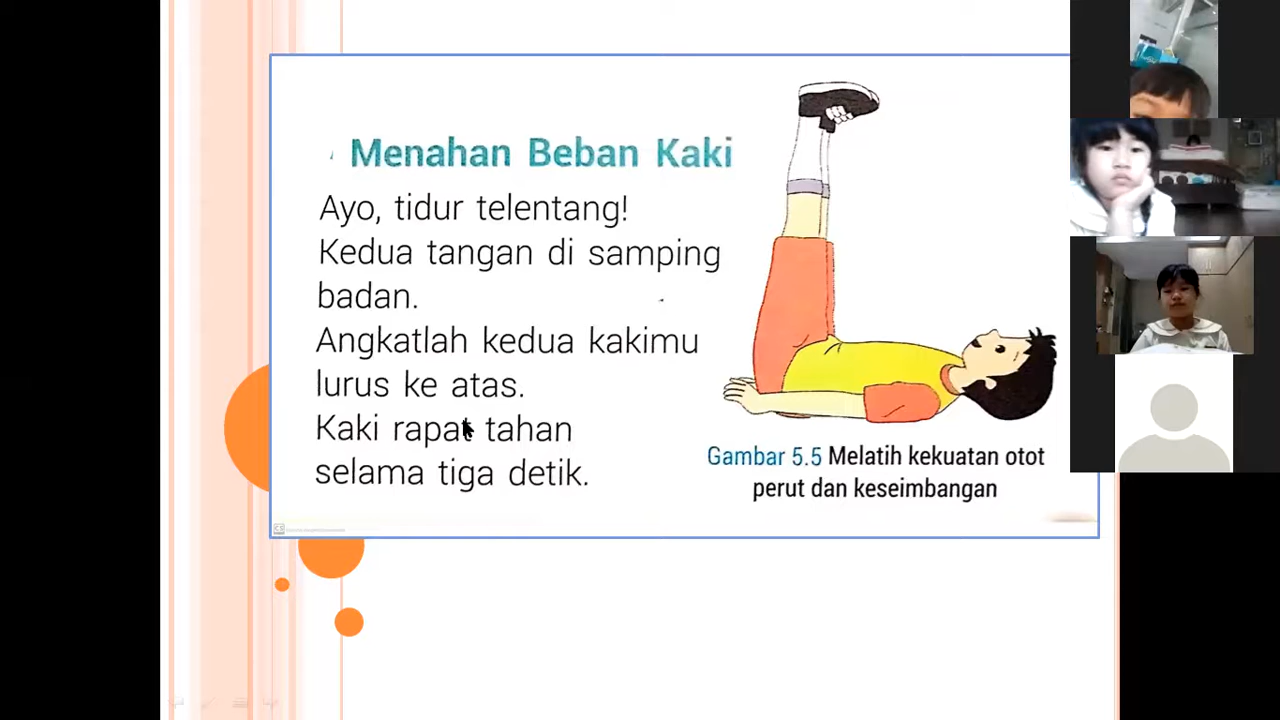 Menahan Beban Kaki
Ayo, tidur telentang!
Kedua tangan di samping
badan.
Angkatlah kedua kakimu
lurus ke atas.
Kaki rapat tahan
selama tiga detik.
Gambar 5.5 Melatih kekuatan otot
perut dan keseimbangan